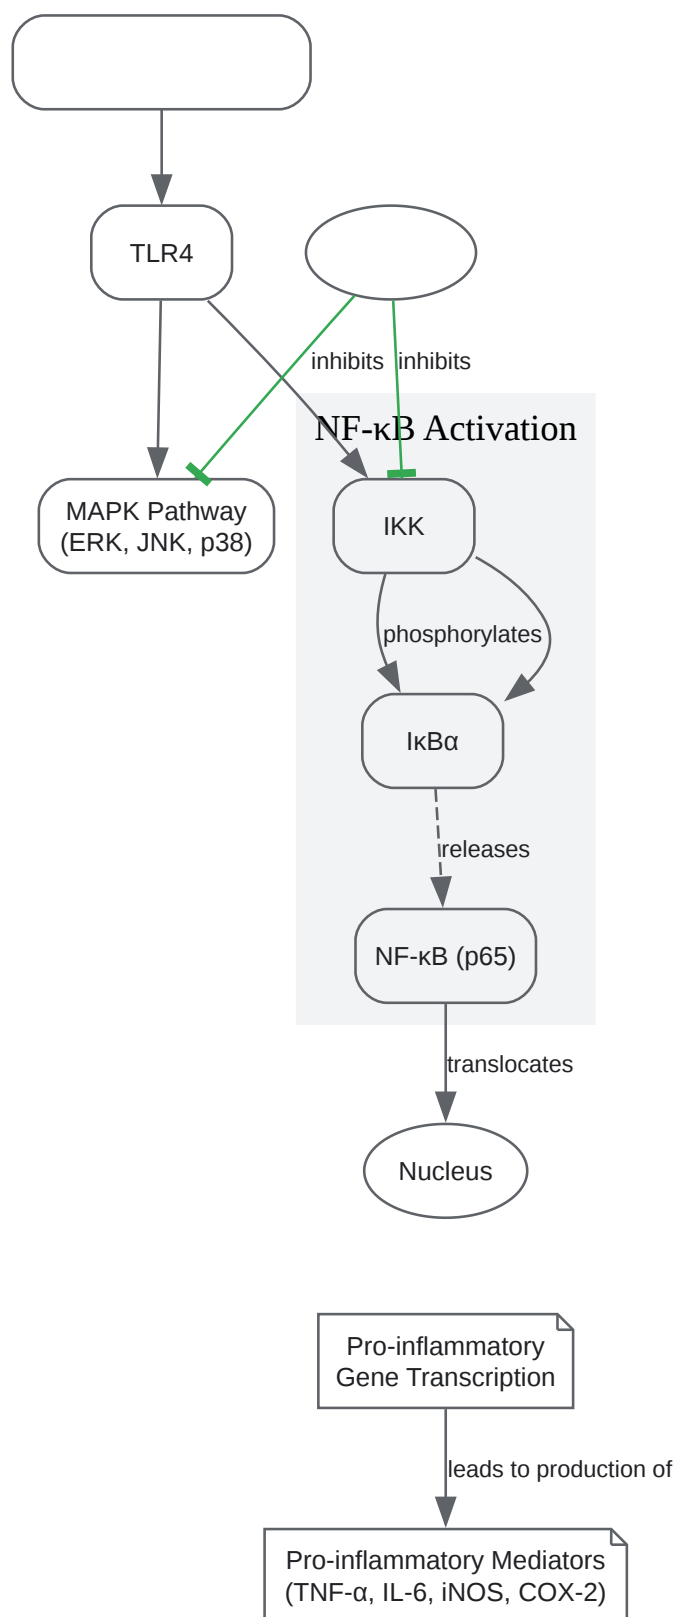 TLR4
inhibits
inhibits
NF-κB Activation
MAPK Pathway
(ERK, JNK, p38)
IKK
phosphorylates
IκBα
releases
NF-κB (p65)
translocates
Nucleus
Pro-inflammatory
Gene Transcription
leads to production of
Pro-inflammatory Mediators
(TNF-α, IL-6, iNOS, COX-2)